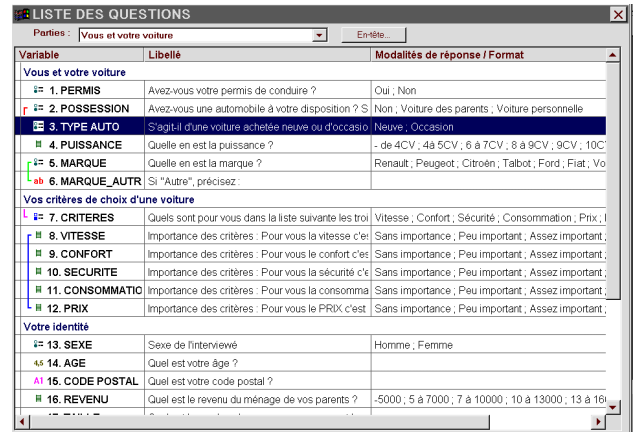 LISTE DES QUESTIONS
Parties : Vous et votre voiture En-tête...
Variable Libellé Modalités de réponse / Format
Vous et votre voiture
1. PERMIS Avez-vous votre permis de conduire ? Oui ; Non
2. POSSESSION Avez-vous une automobile à votre disposition ? S Non ; Voiture des parents ; Voiture personnelle
3. TYPE AUTO S'agit-il d'une voiture achetée neuve ou d'occasio Neuve ; Occasion
4. PUISSANCE Quelle en est la puissance ? - de 4CV ; 4à 5CV ; 6 à 7CV ; 8 à 9CV ; 9CV ; 10C
5. MARQUE Quelle en est la marque ? Renault ; Peugeot ; Citroën ; Talbot ; Ford ; Fiat ; Vo
ab 6. MARQUE_AUTR Si "Autre", précisez :
Vos critères de choix d'une voiture
7. CRITERES Quels sont pour vous dans la liste suivante les troi Vitesse ; Confort ; Sécurité ; Consommation ; Prix ;
8. VITESSE Importance des critères : Pour vous la vitesse c'es Sans importance ; Peu important ; Assez important ;
9. CONFORT Importance des critères : Pour vous le confort c'es Sans importance ; Peu important ; Assez important ;
10. SECURITE Importance des critères : Pour vous la sécurité c'e Sans importance ; Peu important ; Assez important ;
11. CONSOMMATIO Importance des critères : Pour vous la consomma Sans importance ; Peu important ; Assez important ;
12. PRIX Importance des critères : Pour vous le PRIX c'est Sans importance ; Peu important ; Assez important ;
Votre identité
13. SEXE Sexe de l'interviewé Homme ; Femme
4,5 14. AGE Quel est votre âge ?
A1 15. CODE POSTAL Quel est votre code postal ?
16. REVENU Quel est le revenu du ménage de vos parents ? -5000 ; 5 à 7000 ; 7 à 10000 ; 10 à 13000 ; 13 à 16